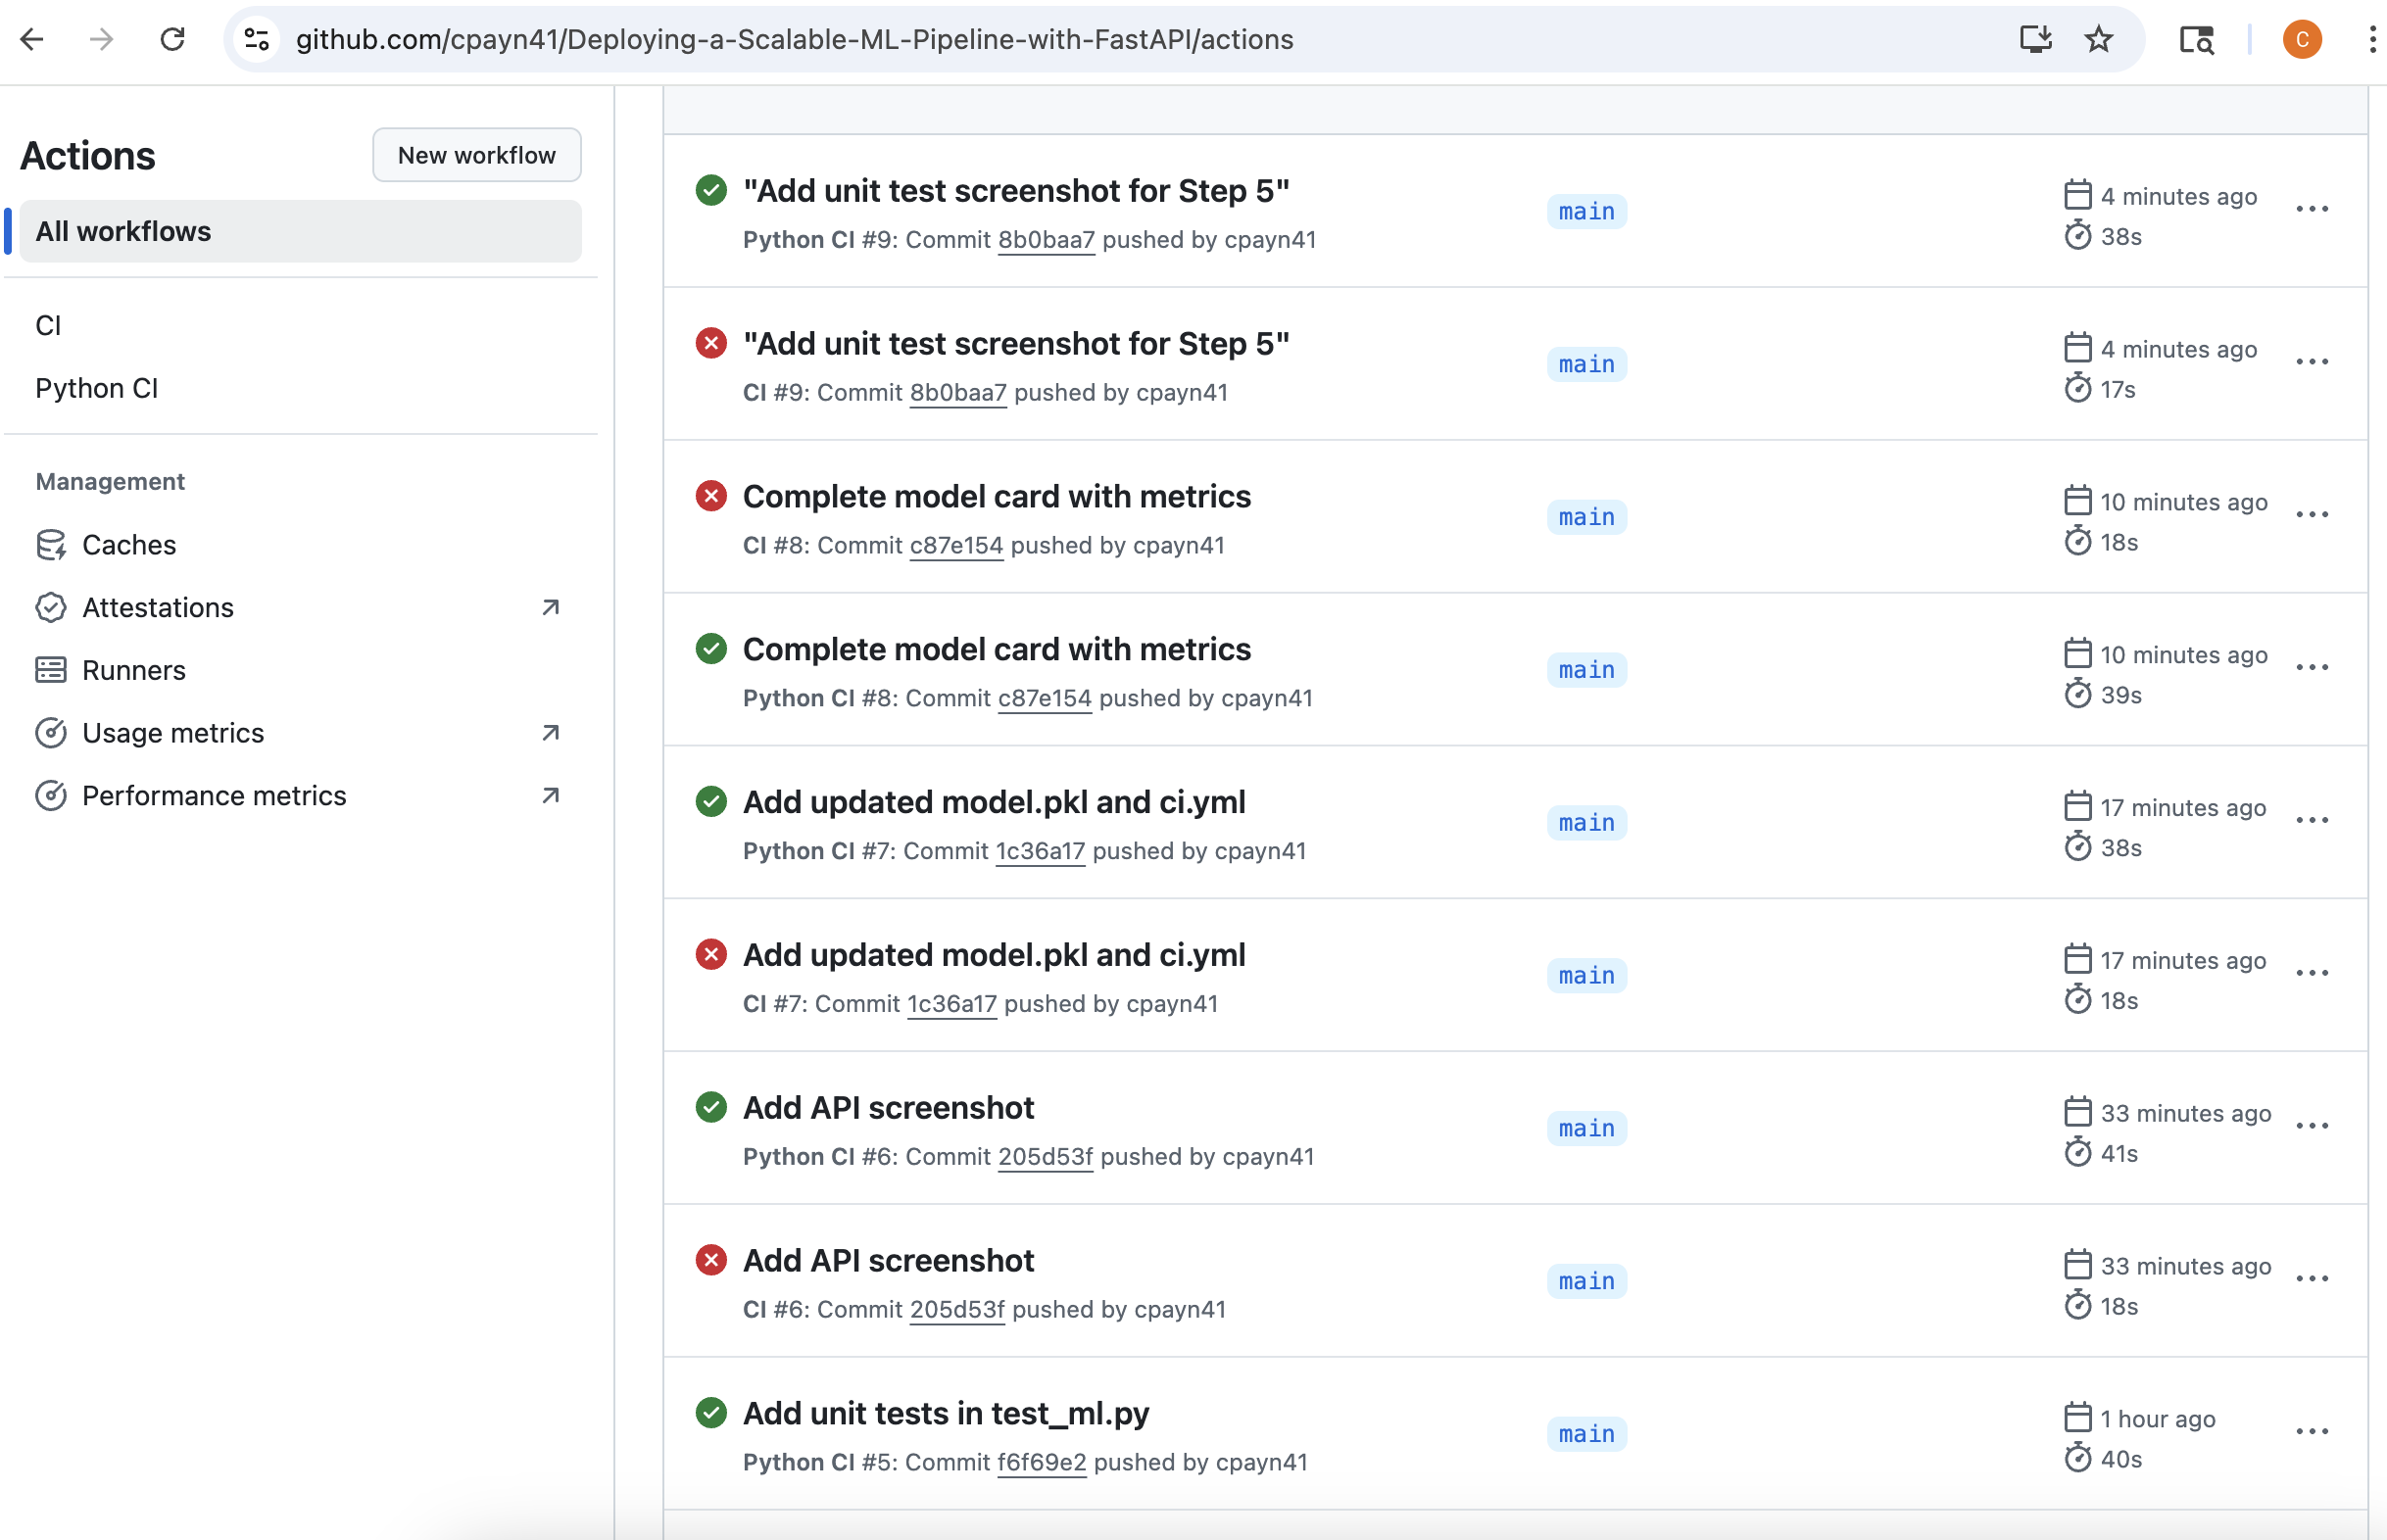 github.com/cpayn41/Deploying-a-Scalable-ML-Pipeline-with-FastAPI/actions
C
Actions
New workflow
All workflows
CI
Python CI
Management
Caches
Attestations
Runners
Usage metrics
Performance metrics
"Add unit test screenshot for Step 5"
Python CI #9: Commit 8b0baa7 pushed by cpayn41
main
4 minutes ago
38s
"Add unit test screenshot for Step 5"
CI #9: Commit 8b0baa7 pushed by cpayn41
main
4 minutes ago
17s
Complete model card with metrics
CI #8: Commit c87e154 pushed by cpayn41
main
10 minutes ago
18s
Complete model card with metrics
Python CI #8: Commit c87e154 pushed by cpayn41
main
10 minutes ago
39s
Add updated model.pkl and ci.yml
Python CI #7: Commit 1c36a17 pushed by cpayn41
main
17 minutes ago
38s
Add updated model.pkl and ci.yml
CI #7: Commit 1c36a17 pushed by cpayn41
main
17 minutes ago
18s
Add API screenshot
Python CI #6: Commit 205d53f pushed by cpayn41
main
33 minutes ago
41s
Add API screenshot
CI #6: Commit 205d53f pushed by cpayn41
main
33 minutes ago
18s
Add unit tests in test_ml.py
Python CI #5: Commit f6f69e2 pushed by cpayn41
main
1 hour ago
40s